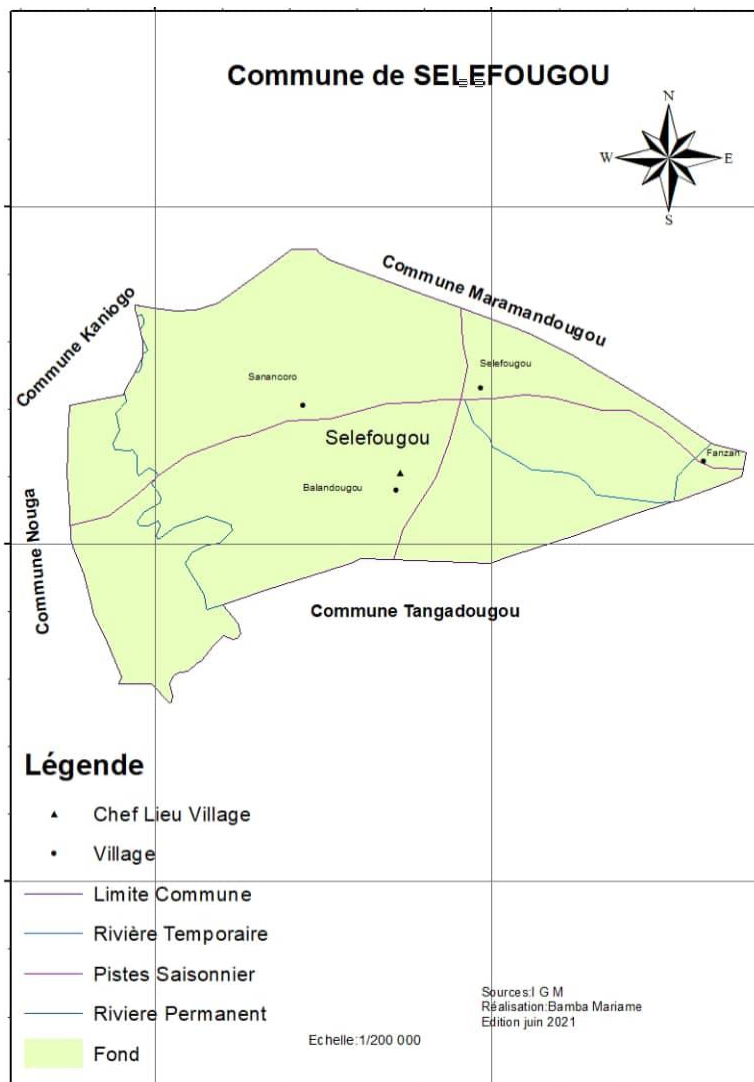 Commune de SELEFOUGOU
N
W
E
S
Commune Kaniogo
Commune Maramandougou
Selefougou
Sanancoro
Selefougou
Fanzan
Balandougou
Commune Nouga
Commune Tangadougou
Légende
Chef Lieu Village
Village
Limite Commune
Rivière Temporaire
Pistes Saisonnier
Riviere Permanent
Fond
Sources:I G M
Réalisation:Bamba Mariame
Edition juin 2021
Echelle:1/200 000